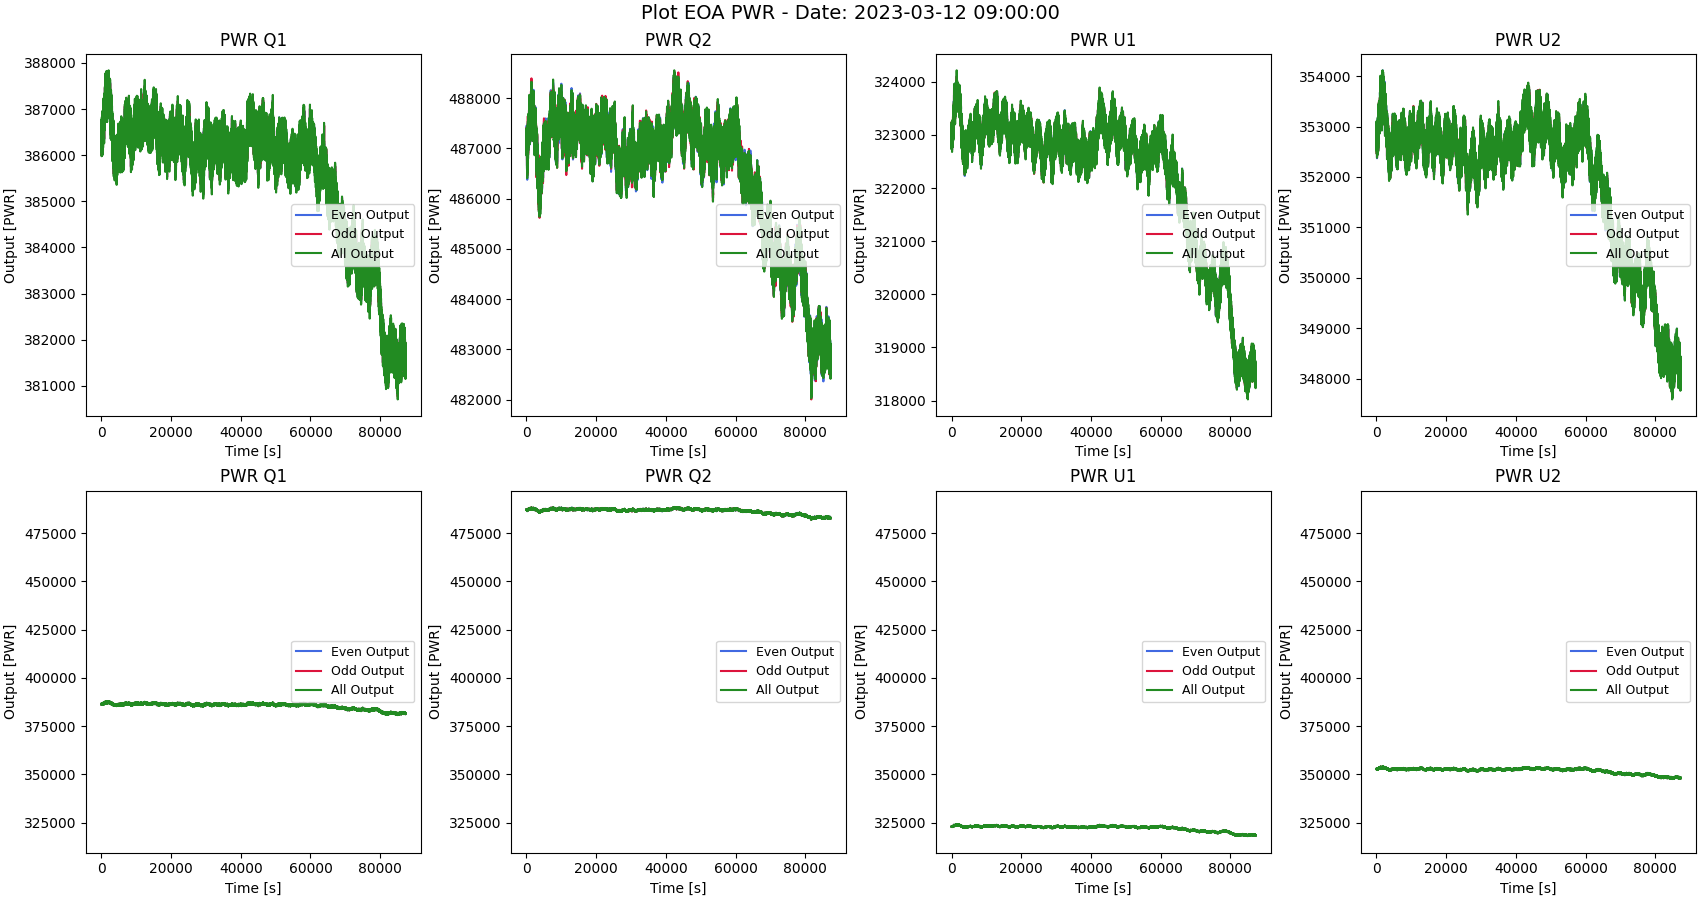 Plot EOA PWR - Date: 2023-03-12 09:00:00
PWR Q1
PWR Q2
PWR U1
PWR U2
Output [PWR]
388000
387000
386000
385000
384000
383000
382000
381000
Even Output
Odd Output
All Output
0
20000
40000
60000
80000
Time [s]
Output [PWR]
488000
487000
486000
485000
484000
483000
482000
Even Output
Odd Output
All Output
0
20000
40000
60000
80000
Time [s]
Output [PWR]
324000
323000
322000
321000
320000
319000
318000
Even Output
Odd Output
All Output
0
20000
40000
60000
80000
Time [s]
Output [PWR]
354000
353000
352000
351000
350000
349000
348000
Even Output
Odd Output
All Output
0
20000
40000
60000
80000
Time [s]
PWR Q1
PWR Q2
PWR U1
PWR U2
Output [PWR]
475000
450000
425000
400000
375000
350000
325000
Even Output
Odd Output
All Output
0
20000
40000
60000
80000
Time [s]
Output [PWR]
475000
450000
425000
400000
375000
350000
325000
Even Output
Odd Output
All Output
0
20000
40000
60000
80000
Time [s]
Output [PWR]
475000
450000
425000
400000
375000
350000
325000
Even Output
Odd Output
All Output
0
20000
40000
60000
80000
Time [s]
Output [PWR]
475000
450000
425000
400000
375000
350000
325000
Even Output
Odd Output
All Output
0
20000
40000
60000
80000
Time [s]